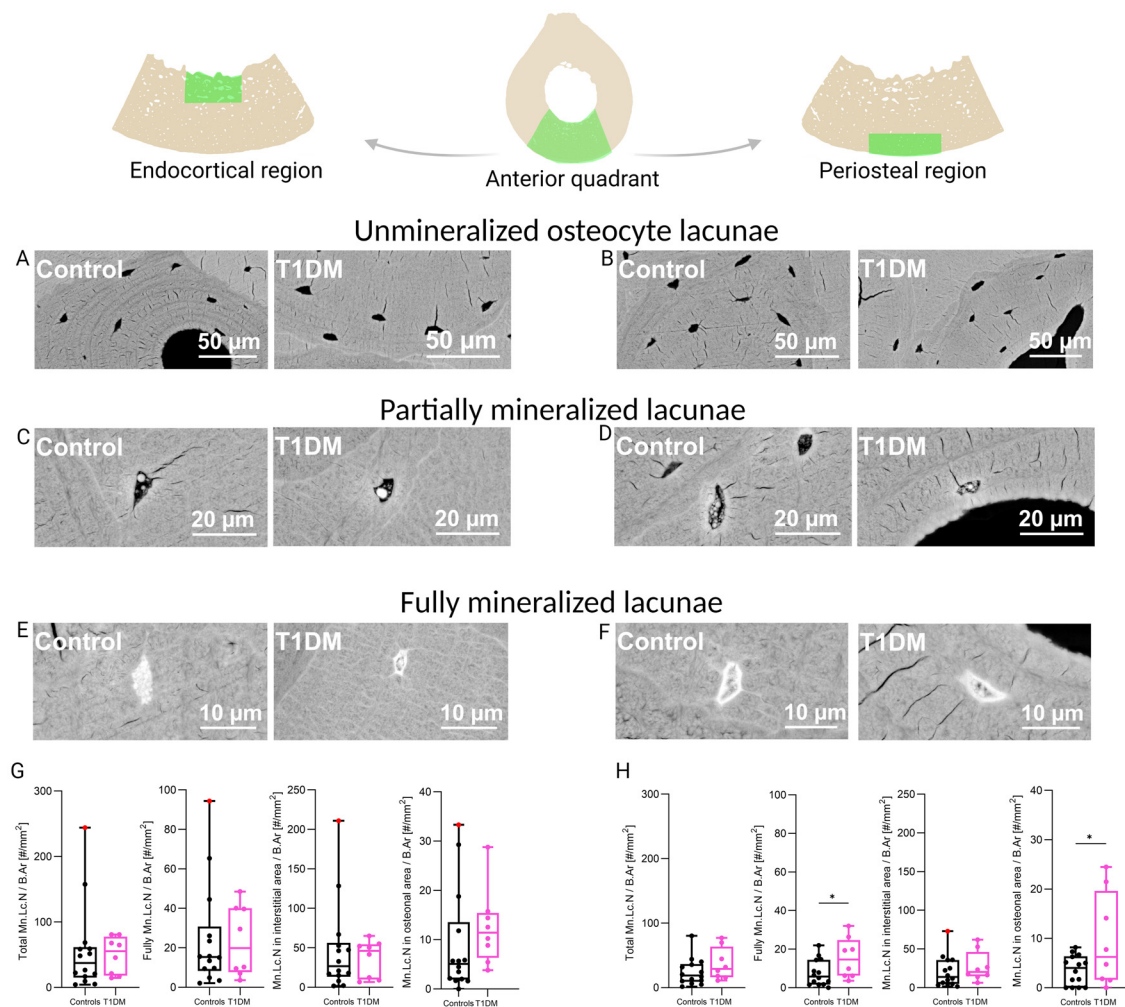 Endocortical region
Anterior quadrant
Periosteal region
Unmineralized osteocyte lacunae
A
Control
50 µm
T1DM
50 µm
B
Control
50 µm
T1DM
50 µm
Partially mineralized lacunae
C
Control
20 µm
T1DM
20 µm
D
Control
20 µm
T1DM
20 µm
Fully mineralized lacunae
E
Control
10 µm
T1DM
10 µm
F
Control
10 µm
T1DM
10 µm
G
Total Mn.Lc.N / B.Ar [#/mm²]
300
200
100
0
Controls T1DM
Fully Mn.Lc.N / B.Ar [#/mm²]
100
80
60
40
20
0
Controls T1DM
Mn.Lc.N in interstitial area / B.Ar [#/mm²]
250
200
150
100
50
0
Controls T1DM
Mn.Lc.N in osteonal area / B.Ar [#/mm²]
40
30
20
10
0
Controls T1DM
H
Total Mn.Lc.N / B.Ar [#/mm²]
300
200
100
0
Controls T1DM
Fully Mn.Lc.N / B.Ar [#/mm²]
100
80
60
40
20
0
*
Controls T1DM
Mn.Lc.N in interstitial area / B.Ar [#/mm²]
250
200
150
100
50
0
Controls T1DM
Mn.Lc.N in osteonal area / B.Ar [#/mm²]
40
30
20
10
0
*
Controls T1DM